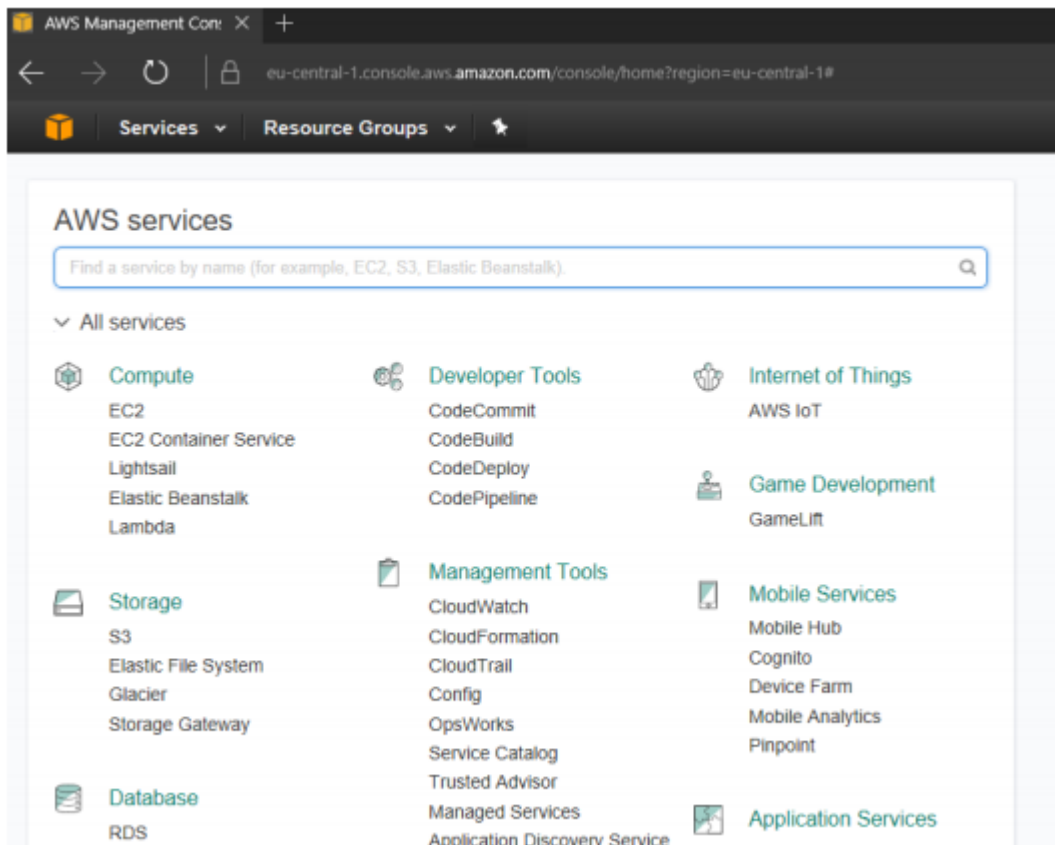 AWS Management Con:
eu-central-1.console.aws.amazon.com/console/home?region=eu-central-1#
Services
Resource Groups
AWS services
Find a service by name (for example, EC2, S3, Elastic Beanstalk).
All services
Compute
EC2
EC2 Container Service
Lightsail
Elastic Beanstalk
Lambda
Storage
S3
Elastic File System
Glacier
Storage Gateway
Database
RDS
Developer Tools
CodeCommit
CodeBuild
CodeDeploy
CodePipeline
Management Tools
CloudWatch
CloudFormation
CloudTrail
Config
OpsWorks
Service Catalog
Trusted Advisor
Managed Services
Application Discovery Service
Internet of Things
AWS IoT
Game Development
GameLift
Mobile Services
Mobile Hub
Cognito
Device Farm
Mobile Analytics
Pinpoint
Application Services